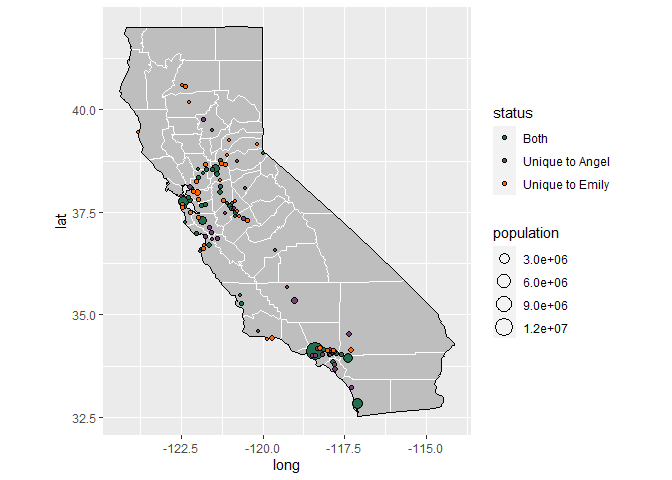 40.0
37.5
35.0
32.5
lat
-122.5
-120.0
-117.5
-115.0
long
status
Both
Unique to Angel
Unique to Emily
population
3.0e+06
6.0e+06
9.0e+06
1.2e+07